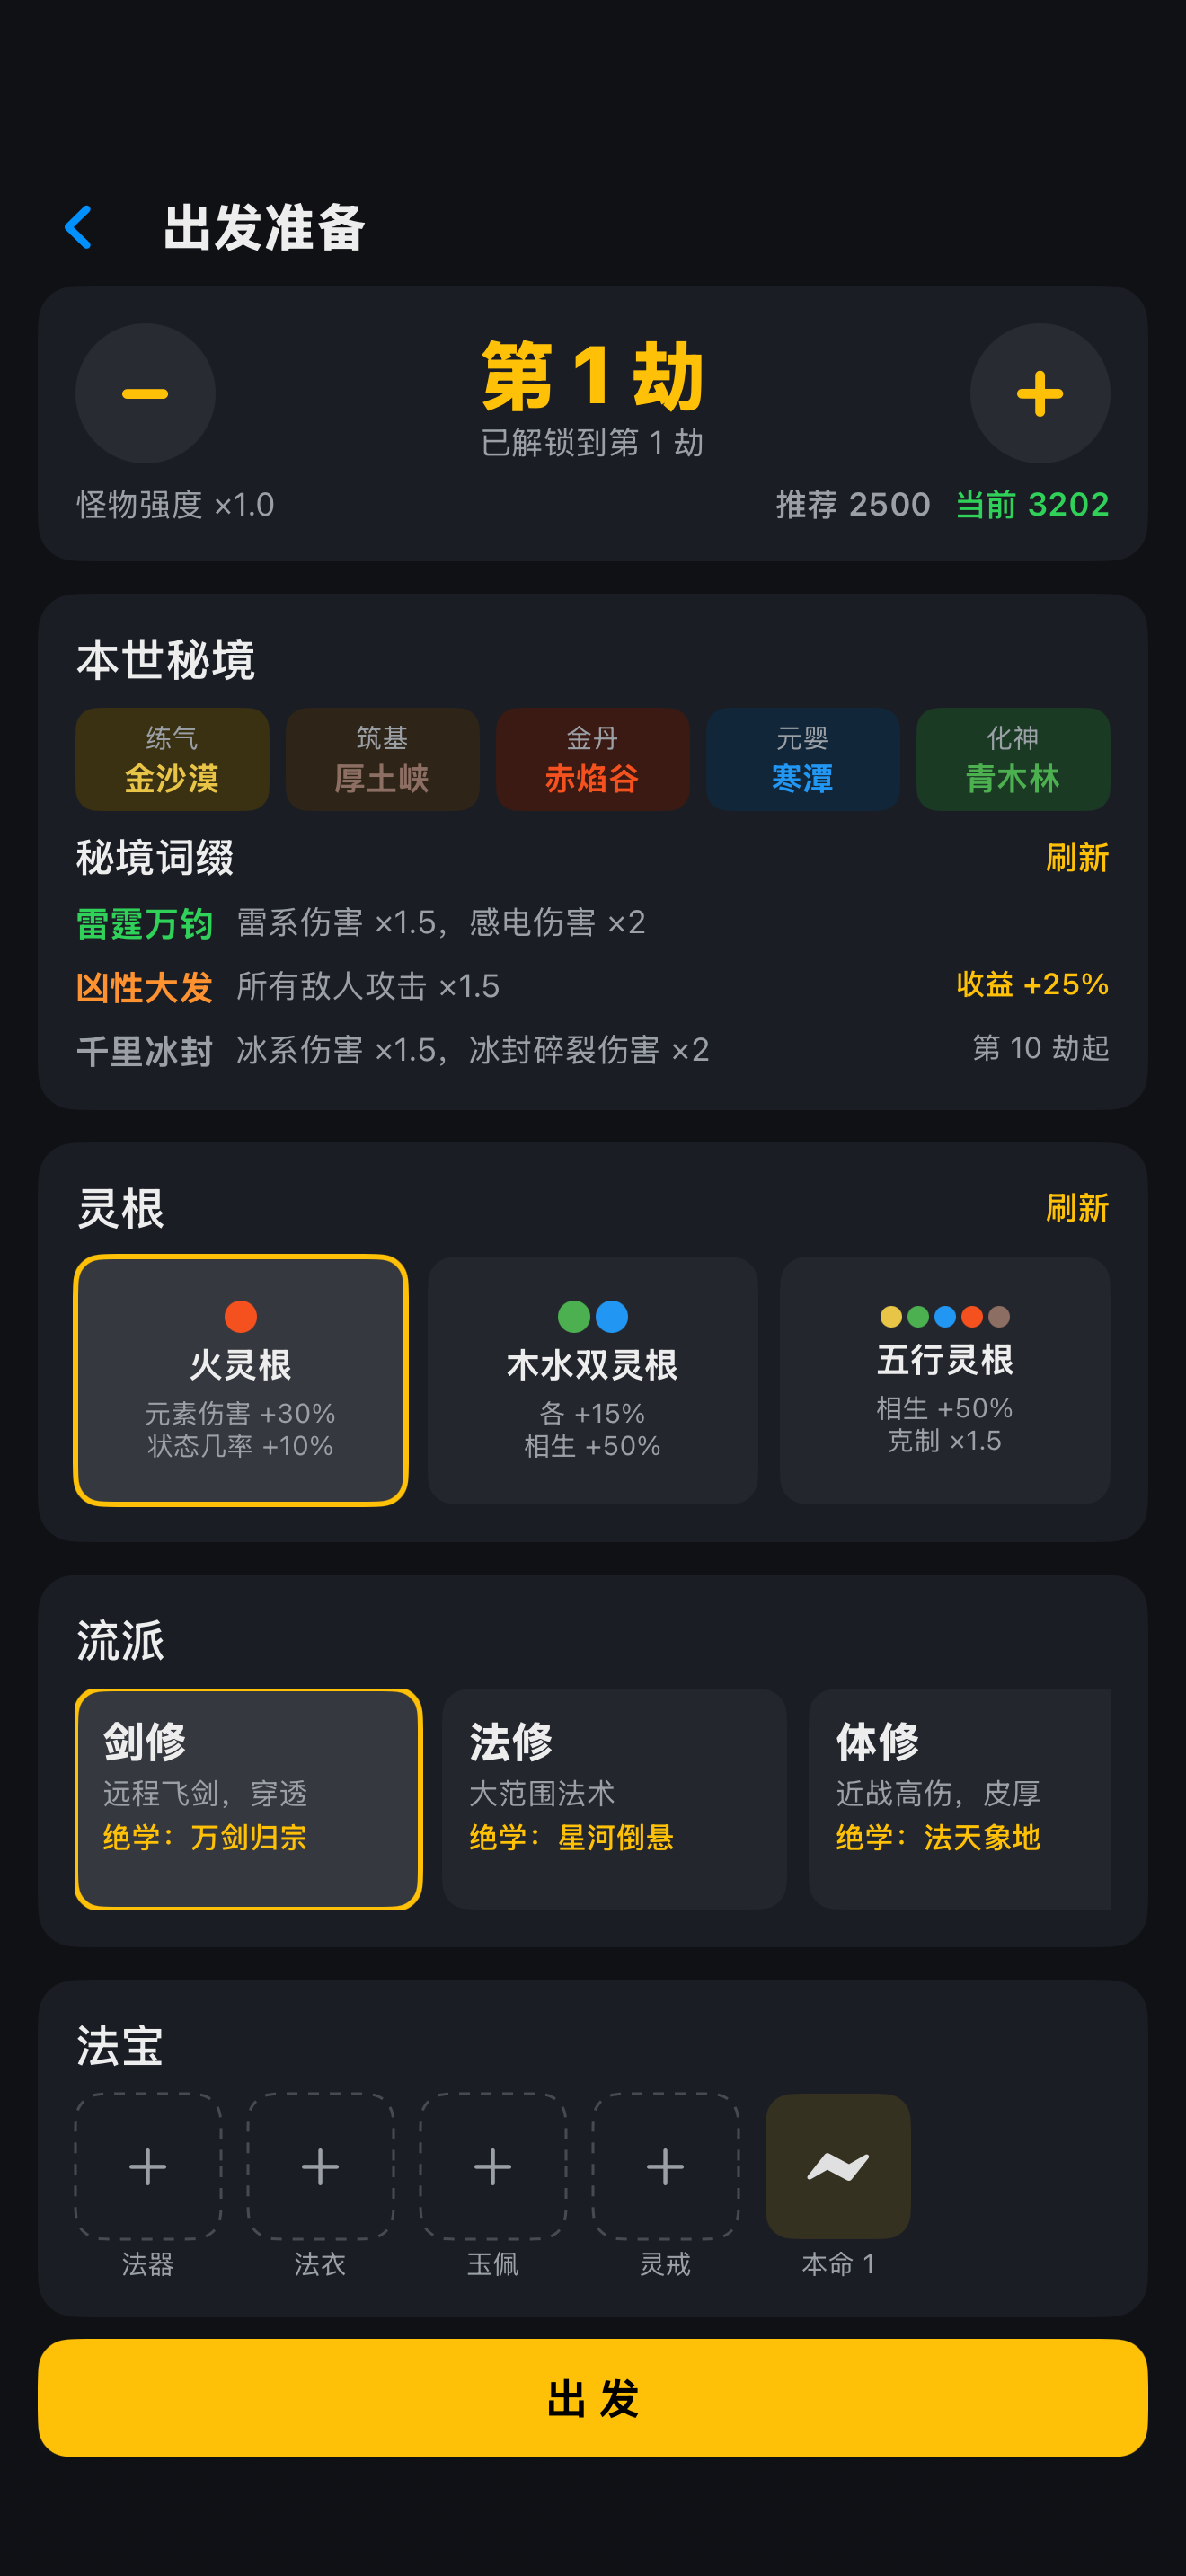 出发准备
第 1 劫
已解锁到第 1 劫
怪物强度 ×1.0 推荐 2500 当前 3202
本世秘境
练气 筑基 金丹 元婴 化神
金沙漠 厚土峡 赤焰谷 寒潭 青木林
秘境词缀 刷新
雷霆万钧 雷系伤害 ×1.5，感电伤害 ×2
凶性大发 所有敌人攻击 ×1.5 收益 +25%
千里冰封 冰系伤害 ×1.5，冰封碎裂伤害 ×2 第 10 劫起
灵根 刷新
火灵根 木水双灵根 五行灵根
元素伤害 +30% 各 +15% 相生 +50%
状态几率 +10% 相生 +50% 克制 ×1.5
流派
剑修 法修 体修
远程飞剑，穿透 大范围法术 近战高伤，皮厚
绝学：万剑归宗 绝学：星河倒悬 绝学：法天象地
法宝
法器 法衣 玉佩 灵戒 本命 1
出 发